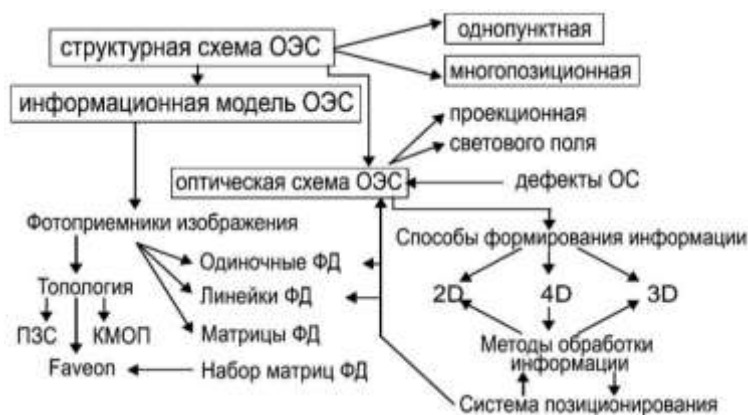 структурная схема ОЭС
однопунктная
многопозиционная
информационная модель ОЭС
проекционная
светового поля
оптическая схема ОЭС
дефекты ОС
Фотоприемники изображения
Способы формирования информации
Одиночные ФД
Топология
Линейки ФД
2D
4D
3D
ПЗС
КМОП
Матрицы ФД
Методы обработки
информации
Faveon
Набор матриц ФД
Система позиционирования